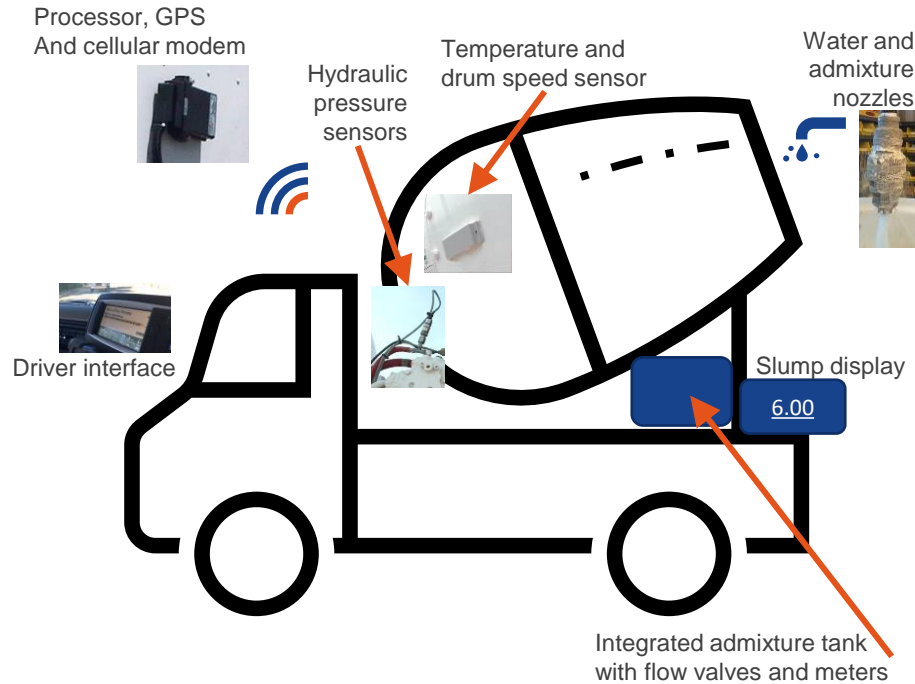 Processor, GPS
And cellular modem
Hydraulic
pressure
sensors
Temperature and
drum speed sensor
Water and
admixture
nozzles
Driver interface
Slump display
6.00
Integrated admixture tank
with flow valves and meters